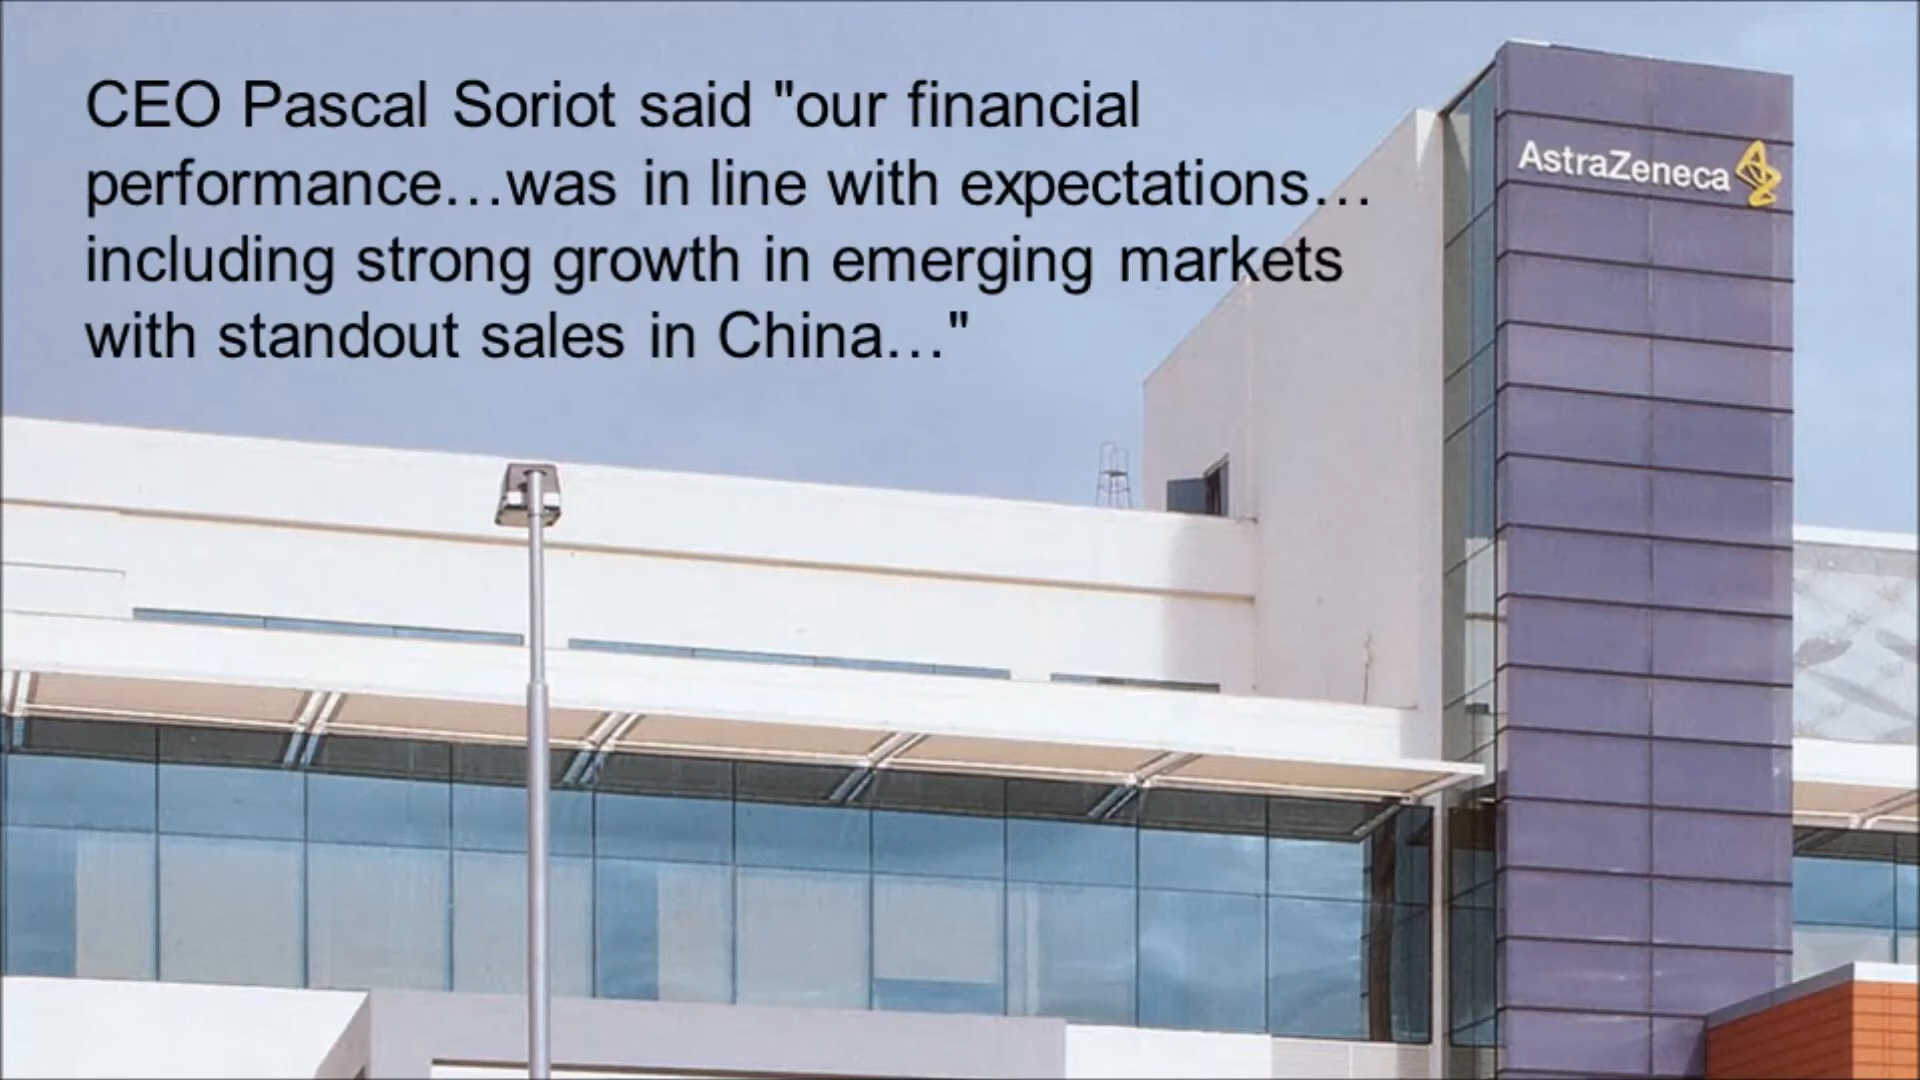 CEO Pascal Soriot said "our financial
performance…was in line with expectations…
including strong growth in emerging markets
with standout sales in China…"
AstraZeneca